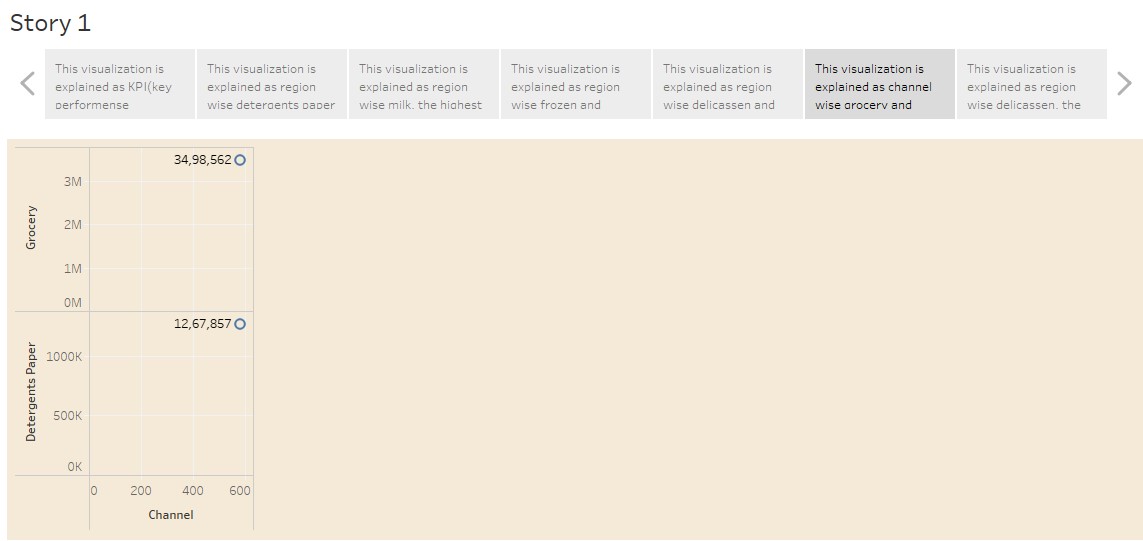 Story 1
This visualization is
explained as KPI(key
performense
This visualization is
explained as region
wise detergents paper
This visualization is
explained as region
wise milk, the highest
This visualization is
explained as region
wise frozen and
This visualization is
explained as region
wise delicassen and
This visualization is
explained as channel
wise grocery and
This visualization is
explained as region
wise delicassen, the
34,98,562
Grocery
3M
2M
1M
0M
12,67,857
Detergents Paper
1000K
500K
0K
0 200 400 600
Channel